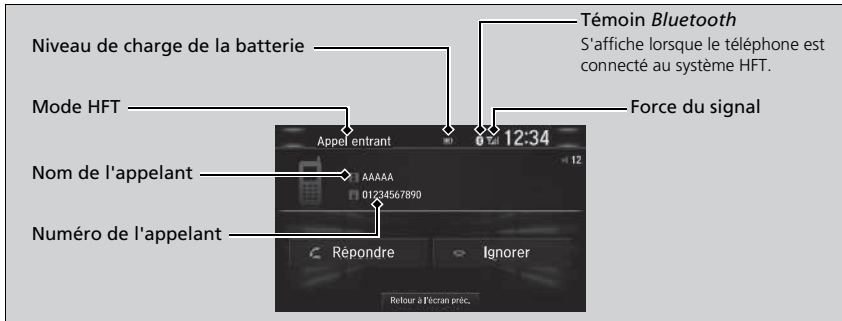 Témoin Bluetooth
S'affiche lorsque le téléphone est
connecté au système HFT.
Niveau de charge de la batterie
Mode HFT
Force du signal
Appel entrant
12:34
12
Nom de l'appelant
AAAAA
01234567890
Numéro de l'appelant
Répondre
Ignorer
Retour à l'écran préc.